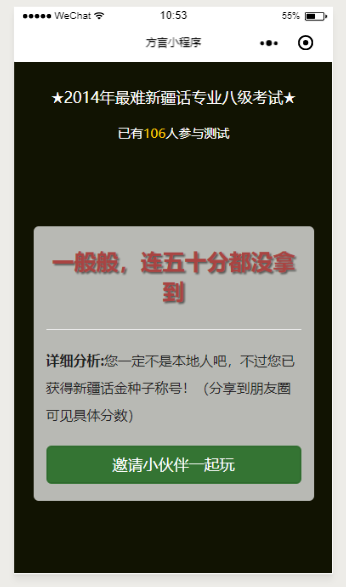 WeChat 10:53 55%
方言小程序
★2014年最难新疆话专业八级考试★
已有106人参与测试
一般般，连五十分都没拿
到
详细分析:您一定不是本地人吧，不过您已
获得新疆话金种子称号！（分享到朋友圈
可见具体分数）
邀请小伙伴一起玩